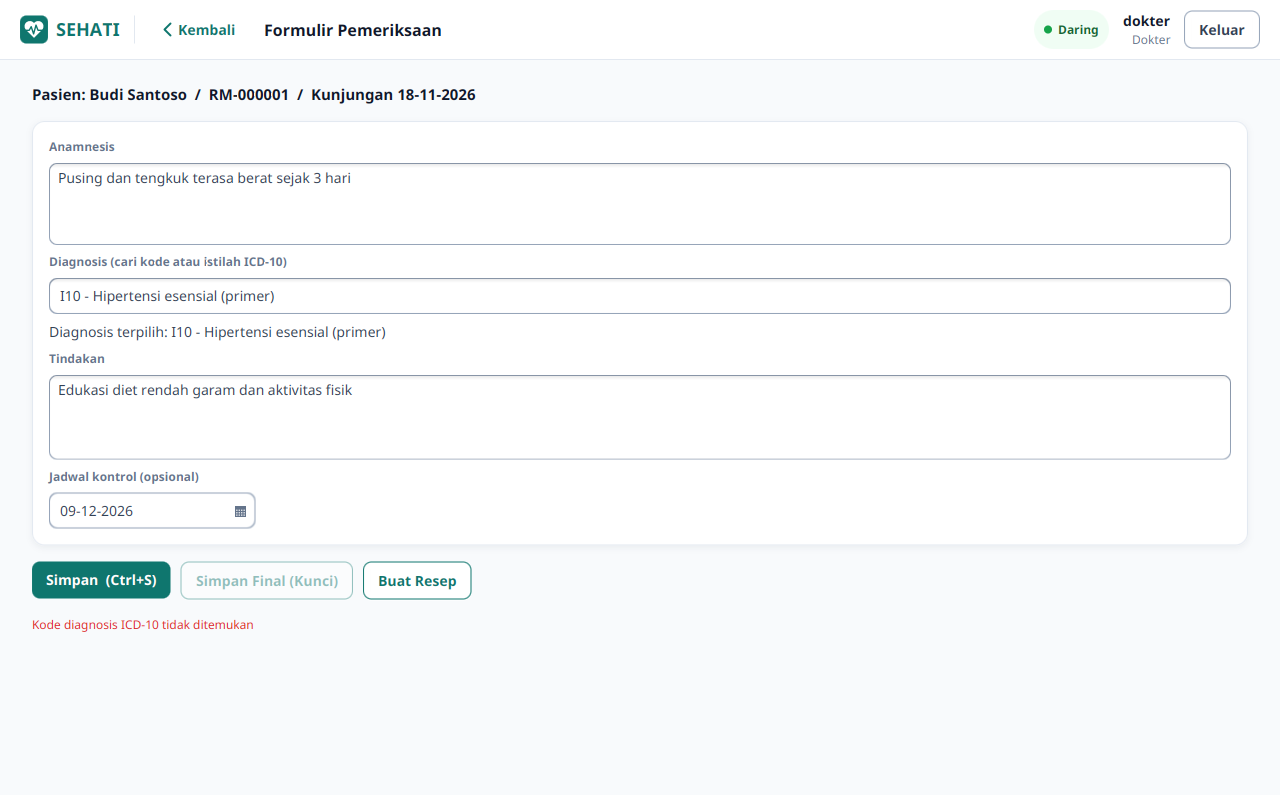 SEHATI
Kembali
Formulir Pemeriksaan
Daring
dokter
Dokter
Keluar
Pasien: Budi Santoso / RM-000001 / Kunjungan 18-11-2026
Anamnesis
Pusing dan tengkuk terasa berat sejak 3 hari
Diagnosis (cari kode atau istilah ICD-10)
I10 - Hipertensi esensial (primer)
Diagnosis terpilih: I10 - Hipertensi esensial (primer)
Tindakan
Edukasi diet rendah garam dan aktivitas fisik
Jadwal kontrol (opsional)
09-12-2026
Simpan (Ctrl+S)
Simpan Final (Kunci)
Buat Resep
Kode diagnosis ICD-10 tidak ditemukan